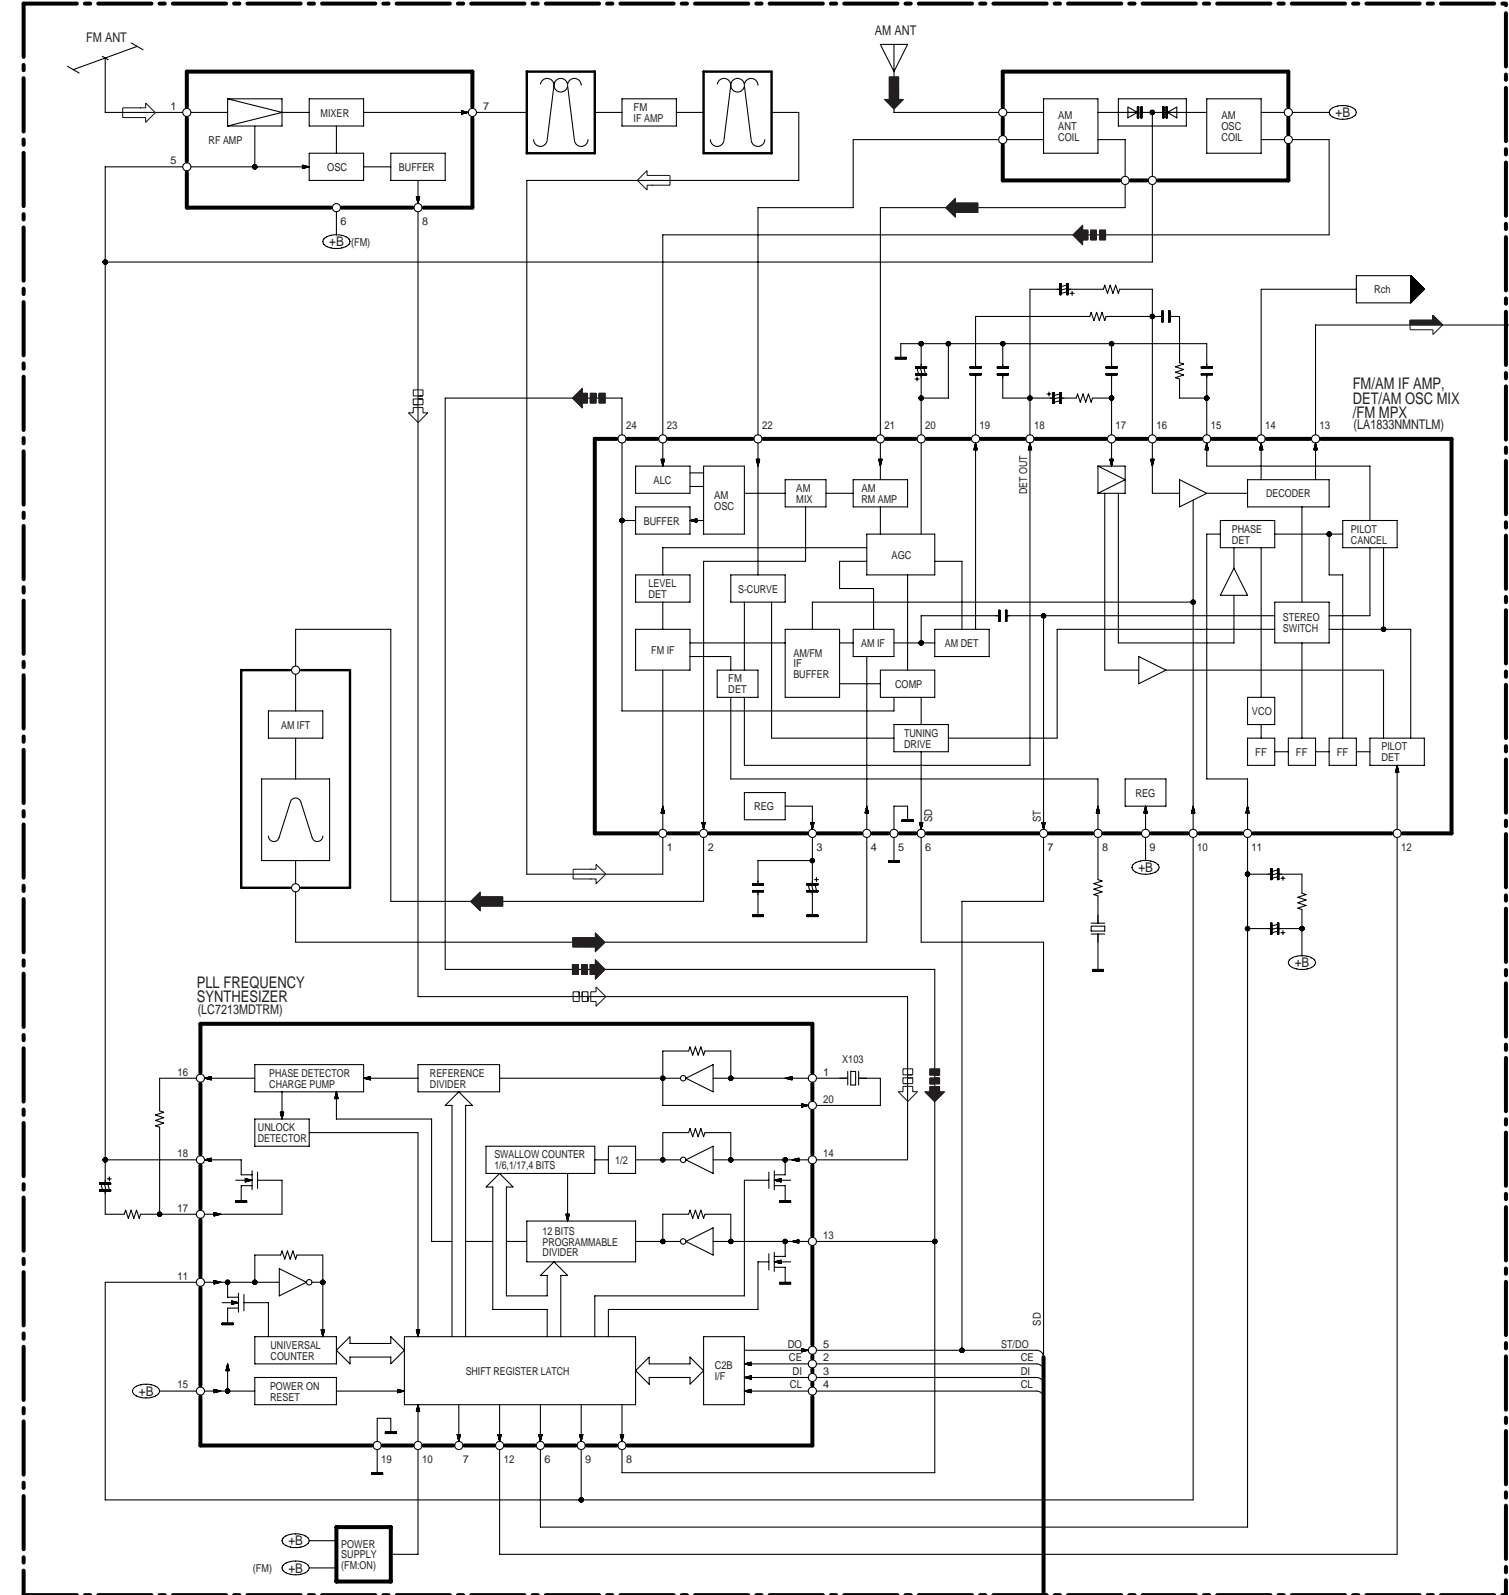 FM ANT
AM ANT
1
RF AMP
MIXER
7
FM
IF AMP
AM
ANT
COIL
AM
OSC
COIL
+B
5
OSC
BUFFER
6
8
+B (FM)
Rch
FM/AM IF AMP,
DET/AM OSC MIX
/FM MPX
(LA1833NMNTLM)
24
23
22
21
20
19
18
17
16
15
14
13
DET OUT
ALC
AM
OSC
AM
MIX
AM
RM AMP
DECODER
BUFFER
AGC
PHASE
DET
PILOT
CANCEL
LEVEL
DET
S-CURVE
STEREO
SWITCH
FM IF
AM/FM
IF
BUFFER
AM IF
AM DET
FM
DET
COMP
VCO
TUNING
DRIVE
FF
FF
FF
PILOT
DET
REG
SD
ST
REG
1
2
3
4
5
6
7
8
9
10
11
12
+B
+B
AM IFT
PLL FREQUENCY
SYNTHESIZER
(LC7213MDTRM)
16
PHASE DETECTOR
CHARGE PUMP
REFERENCE
DIVIDER
1
X103
20
UNLOCK
DETECTOR
18
SWALLOW COUNTER
1/6,1/17,4 BITS
1/2
14
17
12 BITS
PROGRAMMABLE
DIVIDER
13
11
UNIVERSAL
COUNTER
SHIFT REGISTER LATCH
C2B
I/F
DO 5 ST/DO
CE 2 CE
DI 3 DI
CL 4 CL
SD
+B
15
POWER ON
RESET
19
10
7
12
6
9
8
+B
(FM) +B
POWER
SUPPLY
(FM:ON)